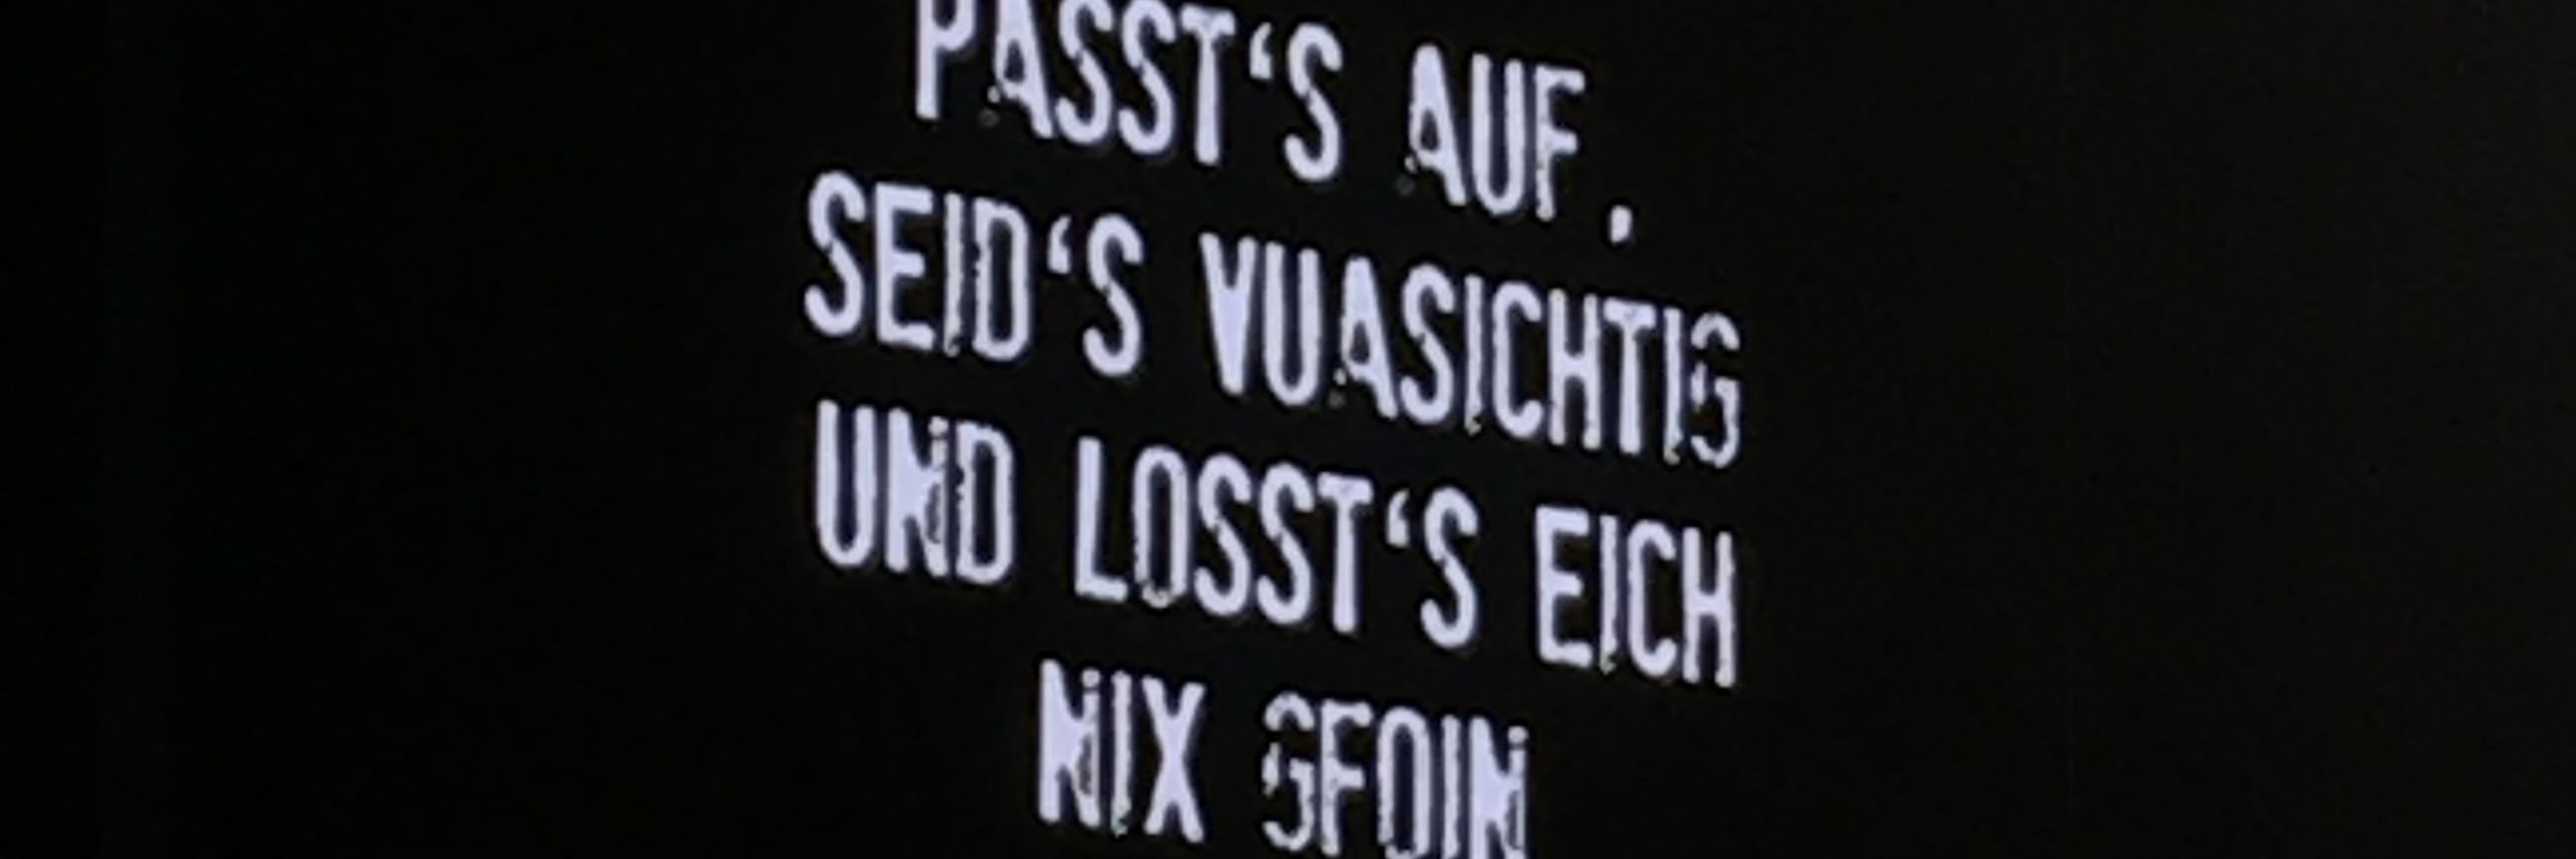 PASST‘S AUF.
SEID‘S VUASICHTIG
UND LOSST‘S EICH
NIX GFOIN